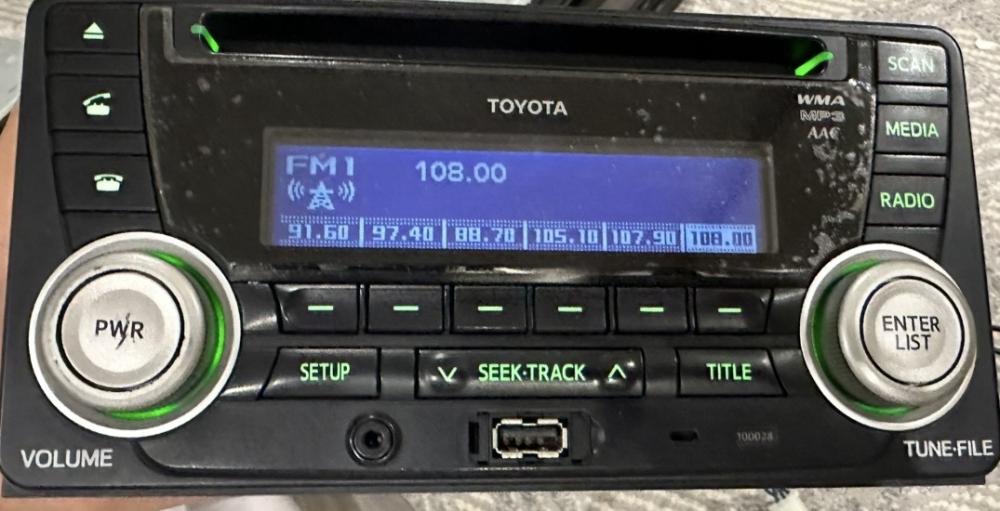 TOYOTA
WMA
MP3
AAC
SCAN
MEDIA
RADIO
FM1 108.00
91.60 97.40 88.70 105.10 107.90 108.00
PWR
ENTER
LIST
SETUP
SEEK·TRACK
TITLE
100028
VOLUME
TUNE·FILE